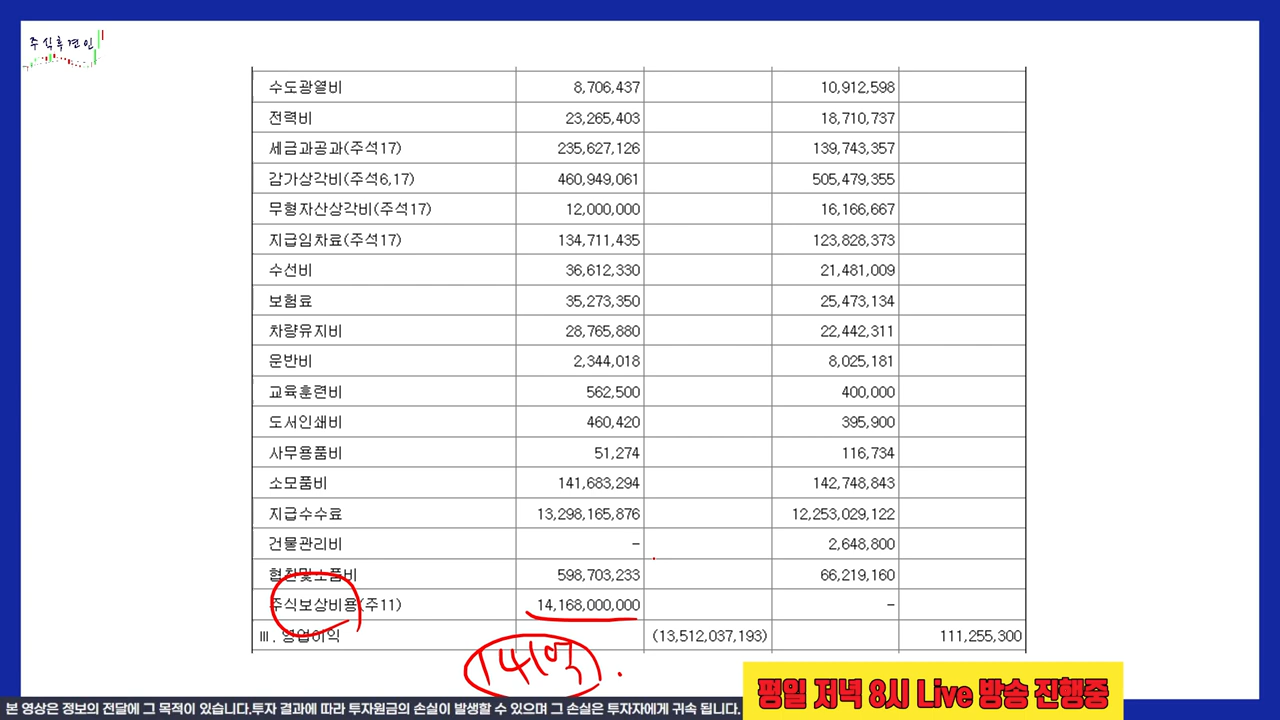 주식후견인
수도광열비 8,706,437 10,912,598
전력비 23,265,403 18,710,737
세금과공과(주석17) 235,627,126 139,743,357
감가상각비(주석6,17) 460,949,061 505,479,355
무형자산상각비(주석17) 12,000,000 16,166,667
지급임차료(주석17) 134,711,435 123,828,373
수선비 36,612,330 21,481,009
보험료 35,273,350 25,473,134
차량유지비 28,765,880 22,442,311
운반비 2,344,018 8,025,181
교육훈련비 562,500 400,000
도서인쇄비 460,420 395,900
사무용품비 51,274 116,734
소모품비 141,683,294 142,748,843
지급수수료 13,298,165,876 12,253,029,122
건물관리비 - 2,648,800
협찬및소품비 598,703,233 66,219,160
주식보상비용(주11) 14,168,000,000 -
Ⅲ. 영업이익 (13,512,037,193) 111,255,300
141억.
평일 저녁 8시 Live 방송 진행중
본 영상은 정보의 전달에 그 목적이 있습니다.투자 결과에 따라 투자원금의 손실이 발생할 수 있으며 그 손실은 투자자에게 귀속 됩니다.